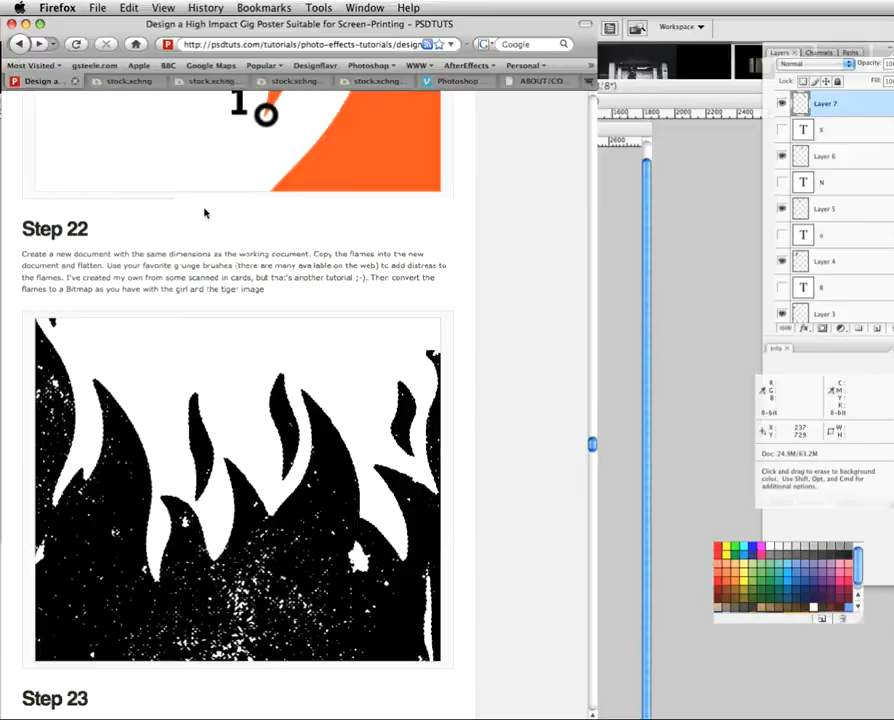 Firefox File Edit View History Bookmarks Tools Window Help
Design a High Impact Gig Poster Suitable for Screen-Printing – PSDTUTS
http://psdtuts.com/tutorials/photo-effects-tutorials/design
Google
Workspace
Most Visited gsteele.com Apple BBC Google Maps Popular Designflavr Photoshop WWW AfterEffects Personal
Design a... stock.xchng stock.xchng... stock.xchng... stock.xchng... Photoshop ... ABOUT/CO...
Layers Channels Paths
Normal Opacity:
Lock: Fill:
1600 1800 2000 2200 2400
2600
1.
Layer 7
X
Layer 6
N
Layer 5
Layer 4
R
Layer 3
Step 22
Create a new document with the same dimensions as the working document. Copy the flames into the new
document and flatten. Use your favorite grunge brushes (there are many available on the web) to add distress to
the flames. I've created my own from some scanned in cards, but that's another tutorial ;-). Then convert the
flames to a Bitmap as you have with the girl and the tiger image
Info
R: C:
G: M:
B: Y:
K:
8-bit 8-bit
X: 237 W:
Y: 729 H:
Doc: 24.9M/63.2M
Click and drag to erase to background
color. Use Shift, Opt, and Cmd for
additional options.
Step 23